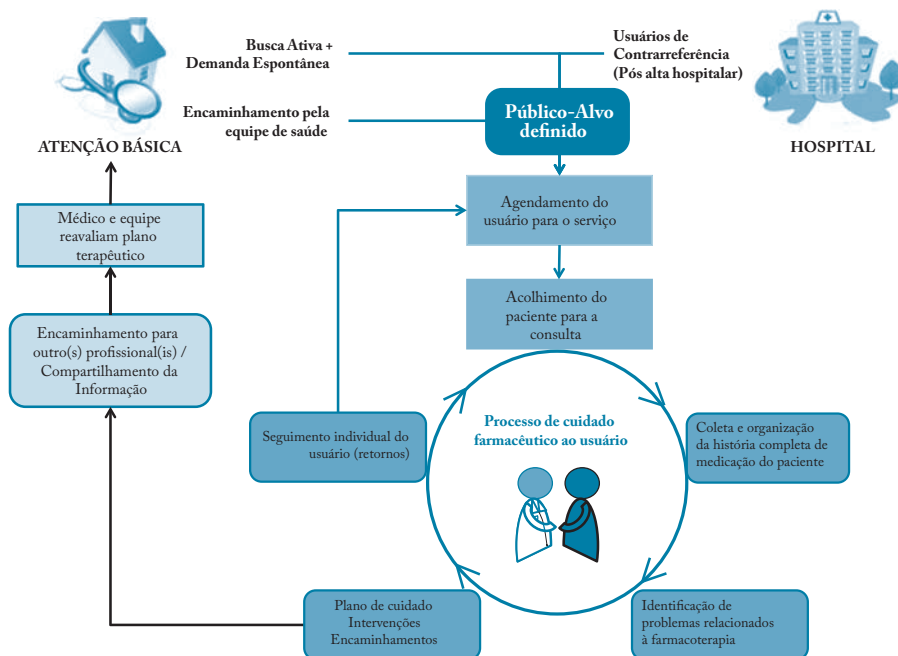 Busca Ativa +
Demanda Espontânea
Usuários de
Contrarreferência
(Pós alta hospitalar)
Encaminhamento pela
equipe de saúde
Público-Alvo
definido
ATENÇÃO BÁSICA
HOSPITAL
Agendamento do
usuário para o serviço
Médico e equipe
reavaliam plano
terapêutico
Acolhimento do
paciente para a
consulta
Encaminhamento para
outro(s) profissional(is) /
Compartilhamento da
Informação
Processo de cuidado
farmacêutico ao usuário
Seguimento individual do
usuário (retornos)
Coleta e organização
da história completa de
medicação do paciente
Plano de cuidado
Intervenções
Encaminhamentos
Identificação de
problemas relacionados
à farmacoterapia